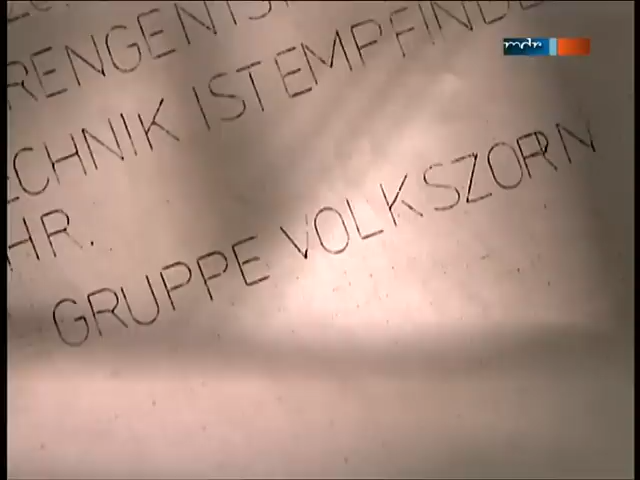 RENGENTS
TECHNIK IST EMPFINDL
HR.
GRUPPE VOLKSZORN
mdr